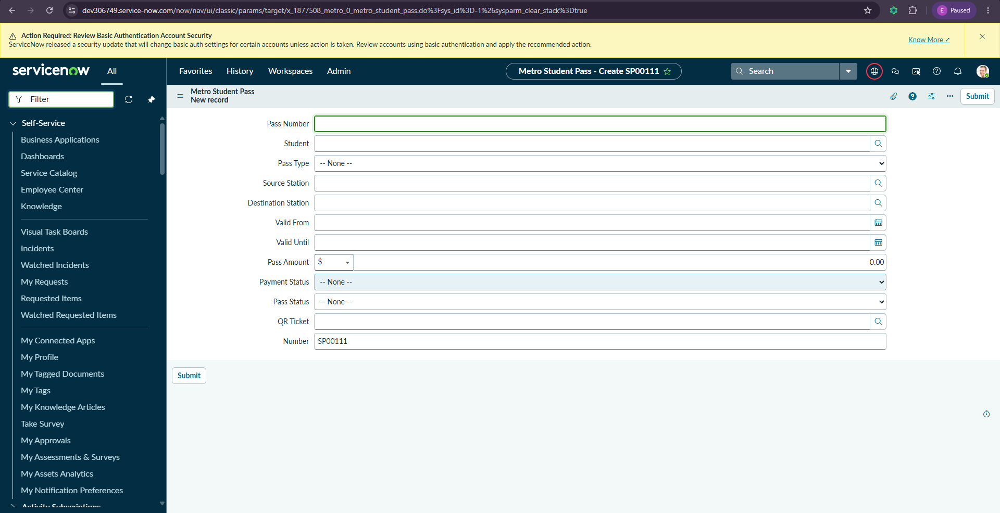 dev306749.service-now.com/now/nav/ui/classic/params/target/x_1877508_metro_0_metro_student_pass.do%3Fsys_id%3D-1%26sysparm_clear_stack%3Dtrue
E Paused
Action Required: Review Basic Authentication Account Security
ServiceNow released a security update that will change basic auth settings for certain accounts unless action is taken. Review accounts using basic authentication and apply the recommended action.
Know More ↗
servicenow All Favorites History Workspaces Admin Metro Student Pass - Create SP00111 Search
Filter
Self-Service
Business Applications
Dashboards
Service Catalog
Employee Center
Knowledge
Visual Task Boards
Incidents
Watched Incidents
My Requests
Requested Items
Watched Requested Items
My Connected Apps
My Profile
My Tagged Documents
My Tags
My Knowledge Articles
Take Survey
My Approvals
My Assessments & Surveys
My Assets Analytics
My Notification Preferences
Activity Subscriptions
Metro Student Pass
New record
Submit
Pass Number
Student
Pass Type -- None --
Source Station
Destination Station
Valid From
Valid Until
Pass Amount $ 0.00
Payment Status -- None --
Pass Status -- None --
QR Ticket
Number SP00111
Submit